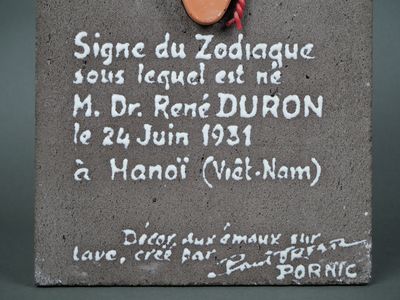 Signe du Zodiaque
sous lequel est né
M. Dr. René DURON
le 24 Juin 1931
à Hanoï (Viêt-Nam)
Décor aux émaux sur
lave, créé par
PORNIC